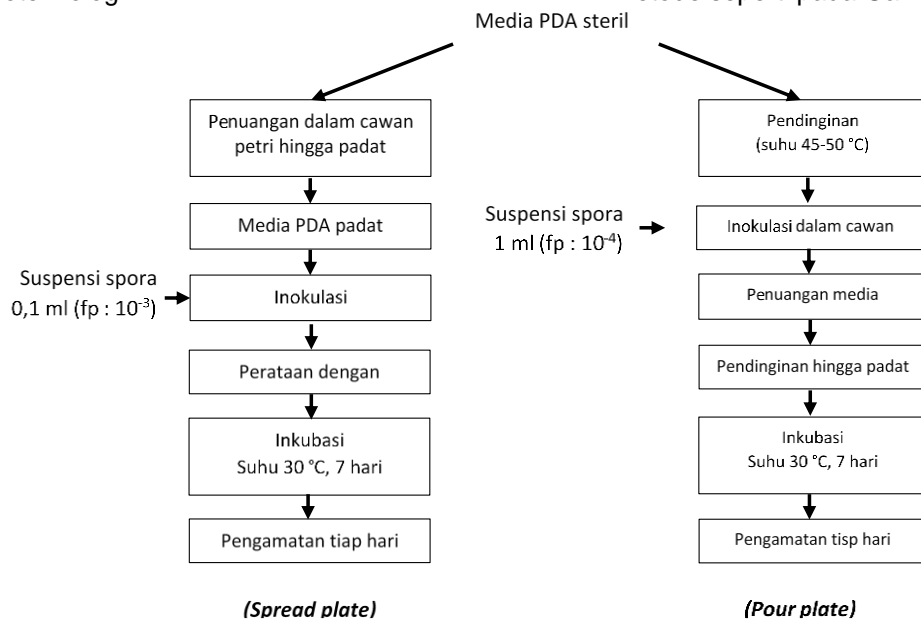 Media PDA steril
Penuangan dalam cawan
petri hingga padat
Media PDA padat
Suspensi spora
0,1 ml (fp : 10⁻³)
Inokulasi
Perataan dengan
Inkubasi
Suhu 30 °C, 7 hari
Pengamatan tiap hari
(Spread plate)
Pendinginan
(suhu 45-50 °C)
Suspensi spora
1 ml (fp : 10⁻⁴)
Inokulasi dalam cawan
Penuangan media
Pendinginan hingga padat
Inkubasi
Suhu 30 °C, 7 hari
Pengamatan tisp hari
(Pour plate)